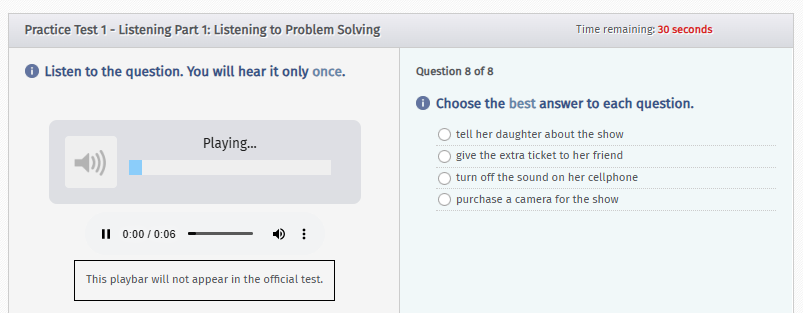 Practice Test 1 - Listening Part 1: Listening to Problem Solving
Time remaining: 30 seconds
Listen to the question. You will hear it only once.
Playing...
0:00 / 0:06
This playbar will not appear in the official test.
Question 8 of 8
Choose the best answer to each question.
tell her daughter about the show
give the extra ticket to her friend
turn off the sound on her cellphone
purchase a camera for the show